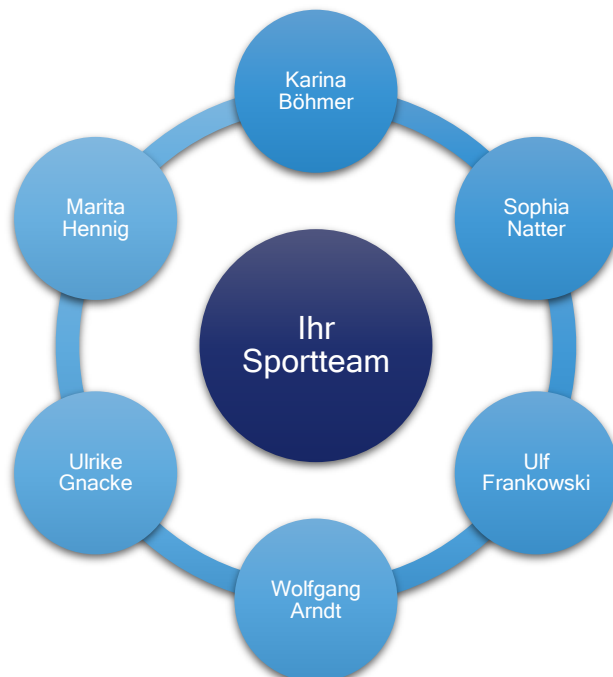 Karina
Böhmer
Sophia
Natter
Ulf
Frankowski
Wolfgang
Arndt
Ulrike
Gnacke
Marita
Hennig
Ihr
Sportteam